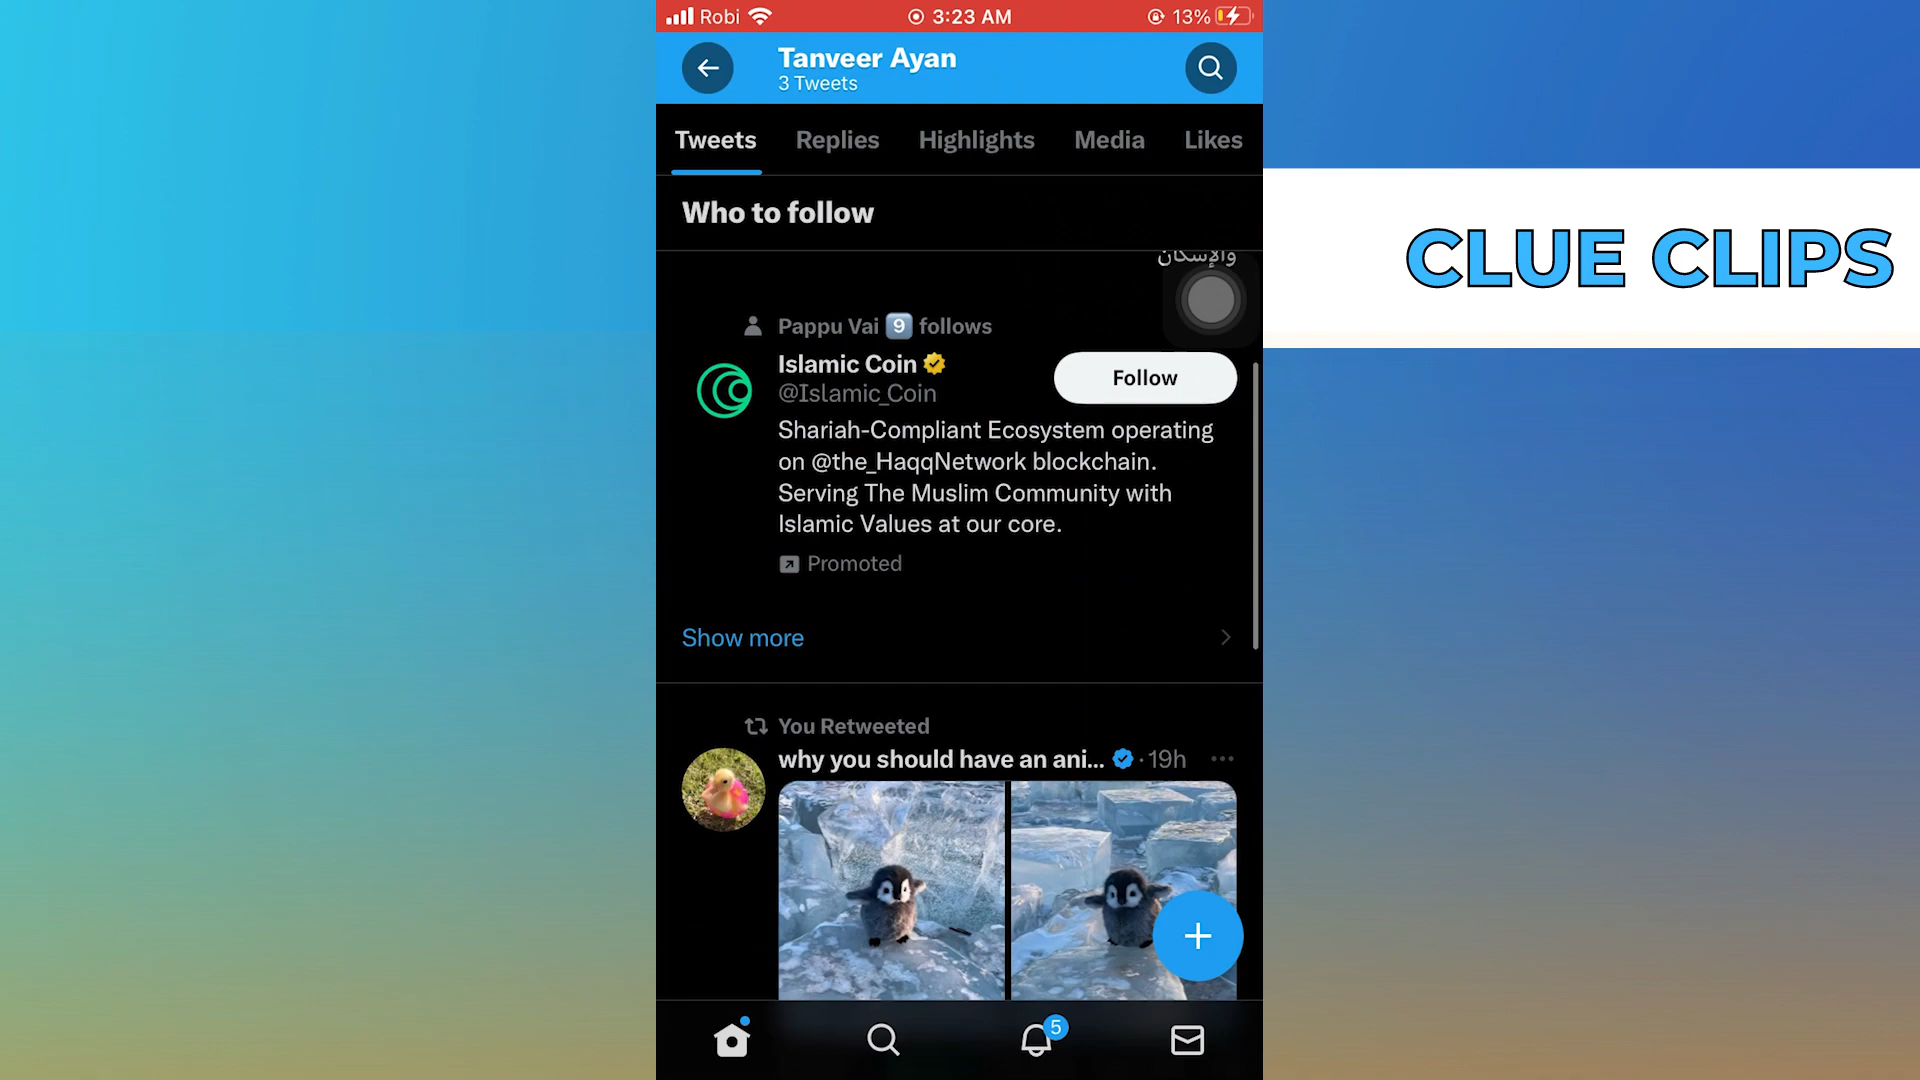 Robi
3:23 AM
13%
Tanveer Ayan
3 Tweets
Tweets
Replies
Highlights
Media
Likes
CLUE CLIPS
Who to follow
والإسكان
Pappu Vai 9 follows
Islamic Coin
@Islamic_Coin
Follow
Shariah-Compliant Ecosystem operating
on @the_HaqqNetwork blockchain.
Serving The Muslim Community with
Islamic Values at our core.
Promoted
Show more
You Retweeted
why you should have an ani... · 19h
5